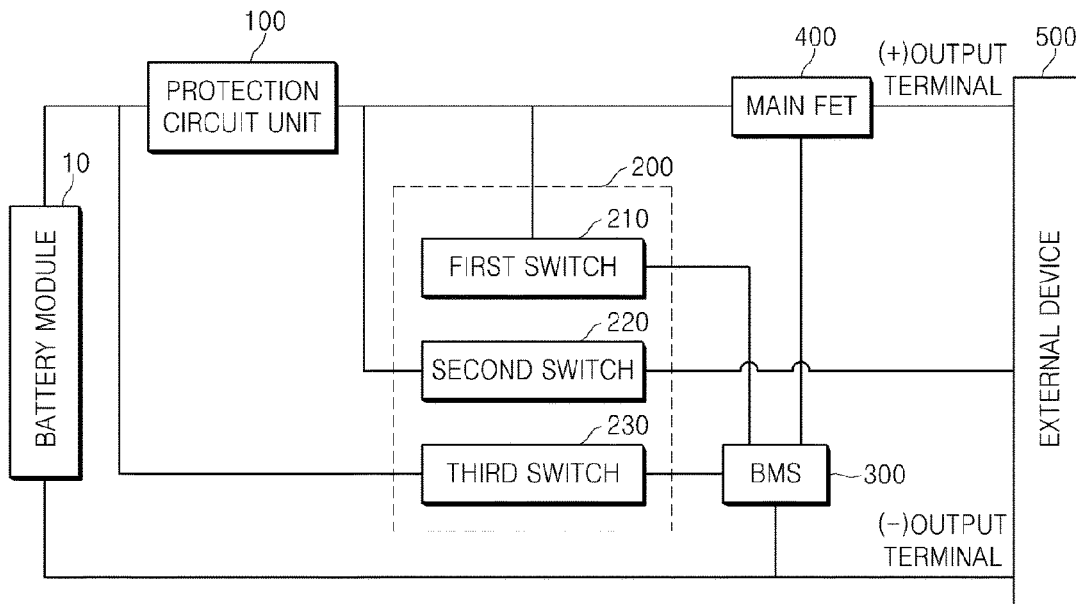 100
PROTECTION
CIRCUIT UNIT
400
MAIN FET
(+)OUTPUT
TERMINAL
500
10
BATTERY MODULE
200
210
FIRST SWITCH
220
SECOND SWITCH
230
THIRD SWITCH
BMS
300
EXTERNAL DEVICE
(-)OUTPUT
TERMINAL